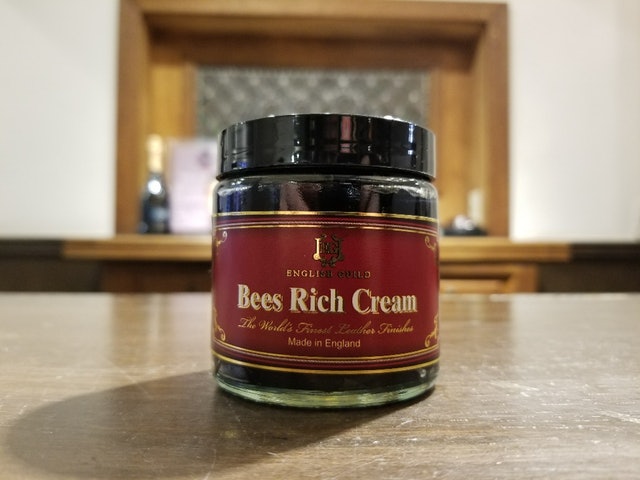 ENGLISH GUILD
Bees Rich Cream
The World's Finest Leather Finishes
Made in England